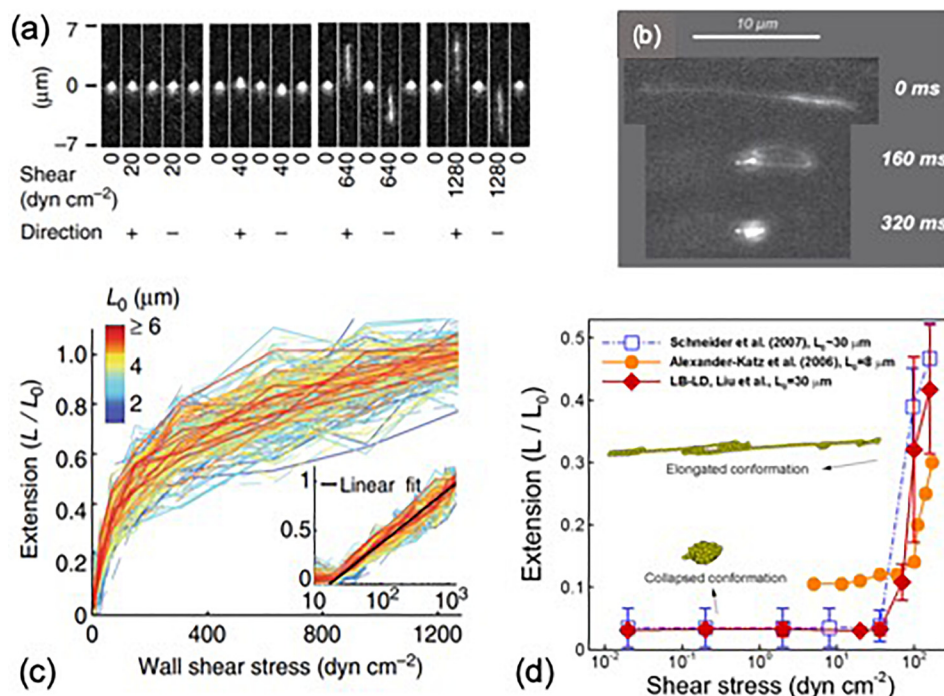 (a)
7
0
−7
(μm)
0 20 0 20 0
0 40 0 40 0
0 640 0 640 0
0 1280 0 1280 0
Shear
(dyn cm−2)
Direction + − + − + − + −
(b)
10 μm
0 ms
160 ms
320 ms
L0 (μm)
≥ 6
4
2
1.0
0.8
0.6
0.4
0.2
0
Extension (L / L0)
Linear fit
1
0.5
0
10 10² 10³
0 400 800 1200
Wall shear stress (dyn cm−2)
(c)
0.5
0.4
0.3
0.2
0.1
0
Extension (L / L0)
Schneider et al. (2007), L0~30 μm
Alexander-Katz et al. (2006), L0=8 μm
LB-LD, Liu et al., L0=30 μm
Elongated conformation
Collapsed conformation
10-2 10-1 100 101 102
Shear stress (dyn cm-2)
(d)